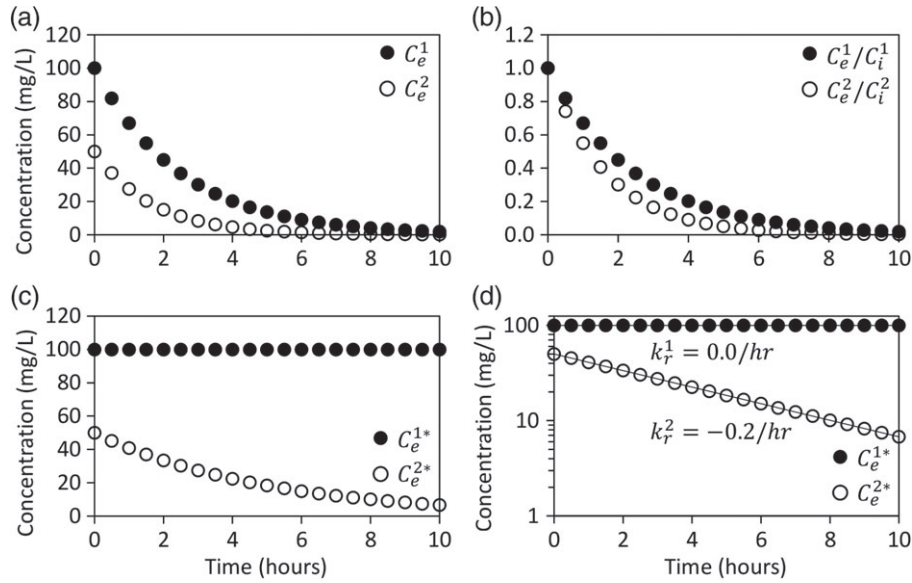 (a)
Concentration (mg/L)
120
100
80
60
40
20
0
0 2 4 6 8 10
C_e^1
C_e^2
(b)
Concentration (mg/L)
1.2
1.0
0.8
0.6
0.4
0.2
0.0
0 2 4 6 8 10
C_e^1/C_i^1
C_e^2/C_i^2
(c)
Concentration (mg/L)
120
100
80
60
40
20
0
0 2 4 6 8 10
Time (hours)
C_e^{1*}
C_e^{2*}
(d)
Concentration (mg/L)
100
10
1
0 2 4 6 8 10
Time (hours)
k_r^1 = 0.0/hr
k_r^2 = −0.2/hr
C_e^{1*}
C_e^{2*}